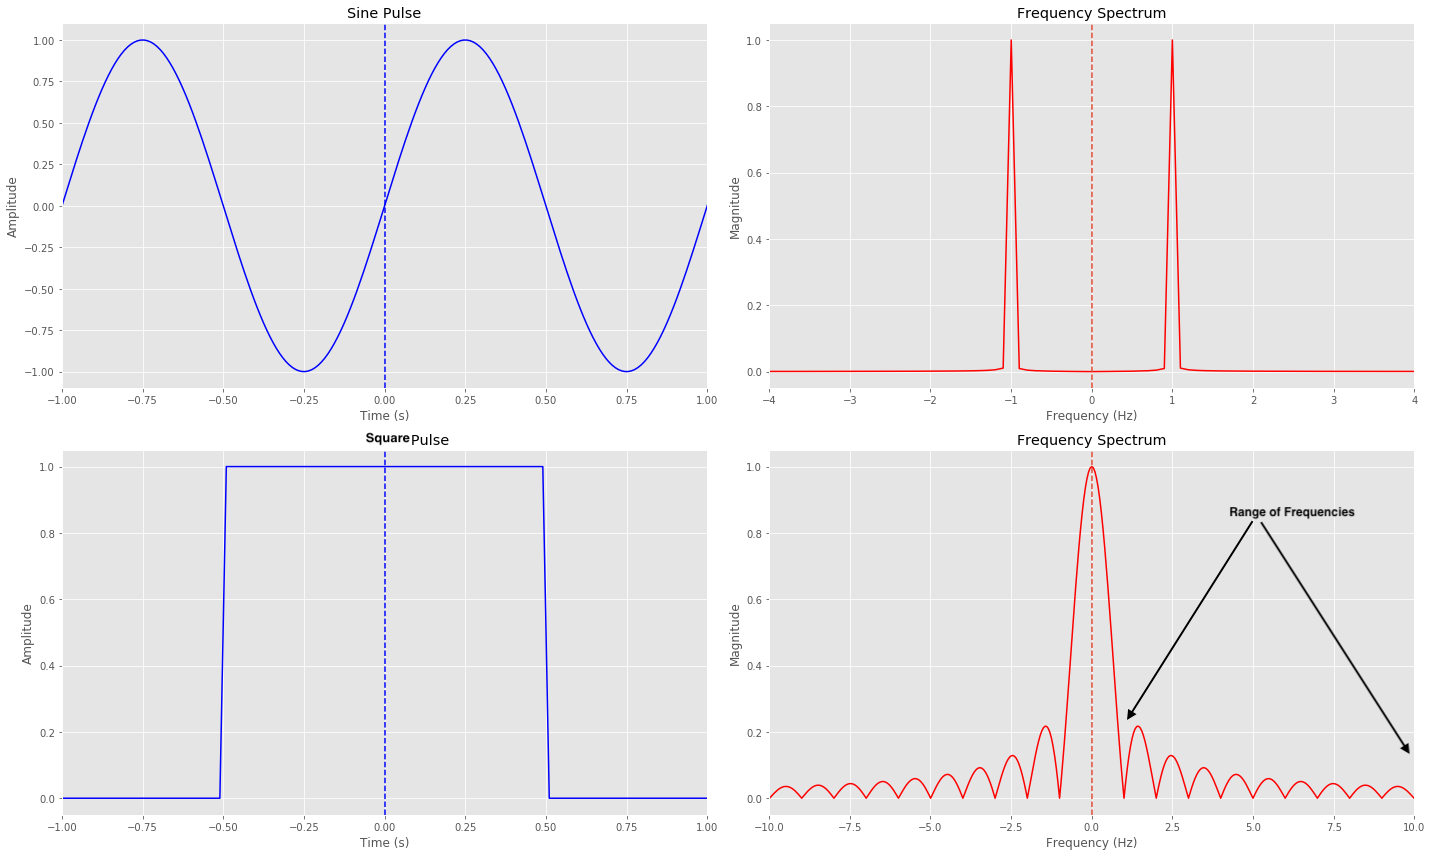 Sine Pulse
1.00
0.75
0.50
0.25
0.00
−0.25
−0.50
−0.75
−1.00
Amplitude
−1.00 −0.75 −0.50 −0.25 0.00 0.25 0.50 0.75 1.00
Time (s)
Frequency Spectrum
1.0
0.8
0.6
0.4
0.2
0.0
Magnitude
−4 −3 −2 −1 0 1 2 3 4
Frequency (Hz)
Square Pulse
1.0
0.8
0.6
0.4
0.2
0.0
Amplitude
−1.00 −0.75 −0.50 −0.25 0.00 0.25 0.50 0.75 1.00
Time (s)
Frequency Spectrum
Range of Frequencies
1.0
0.8
0.6
0.4
0.2
0.0
Magnitude
−10.0 −7.5 −5.0 −2.5 0.0 2.5 5.0 7.5 10.0
Frequency (Hz)